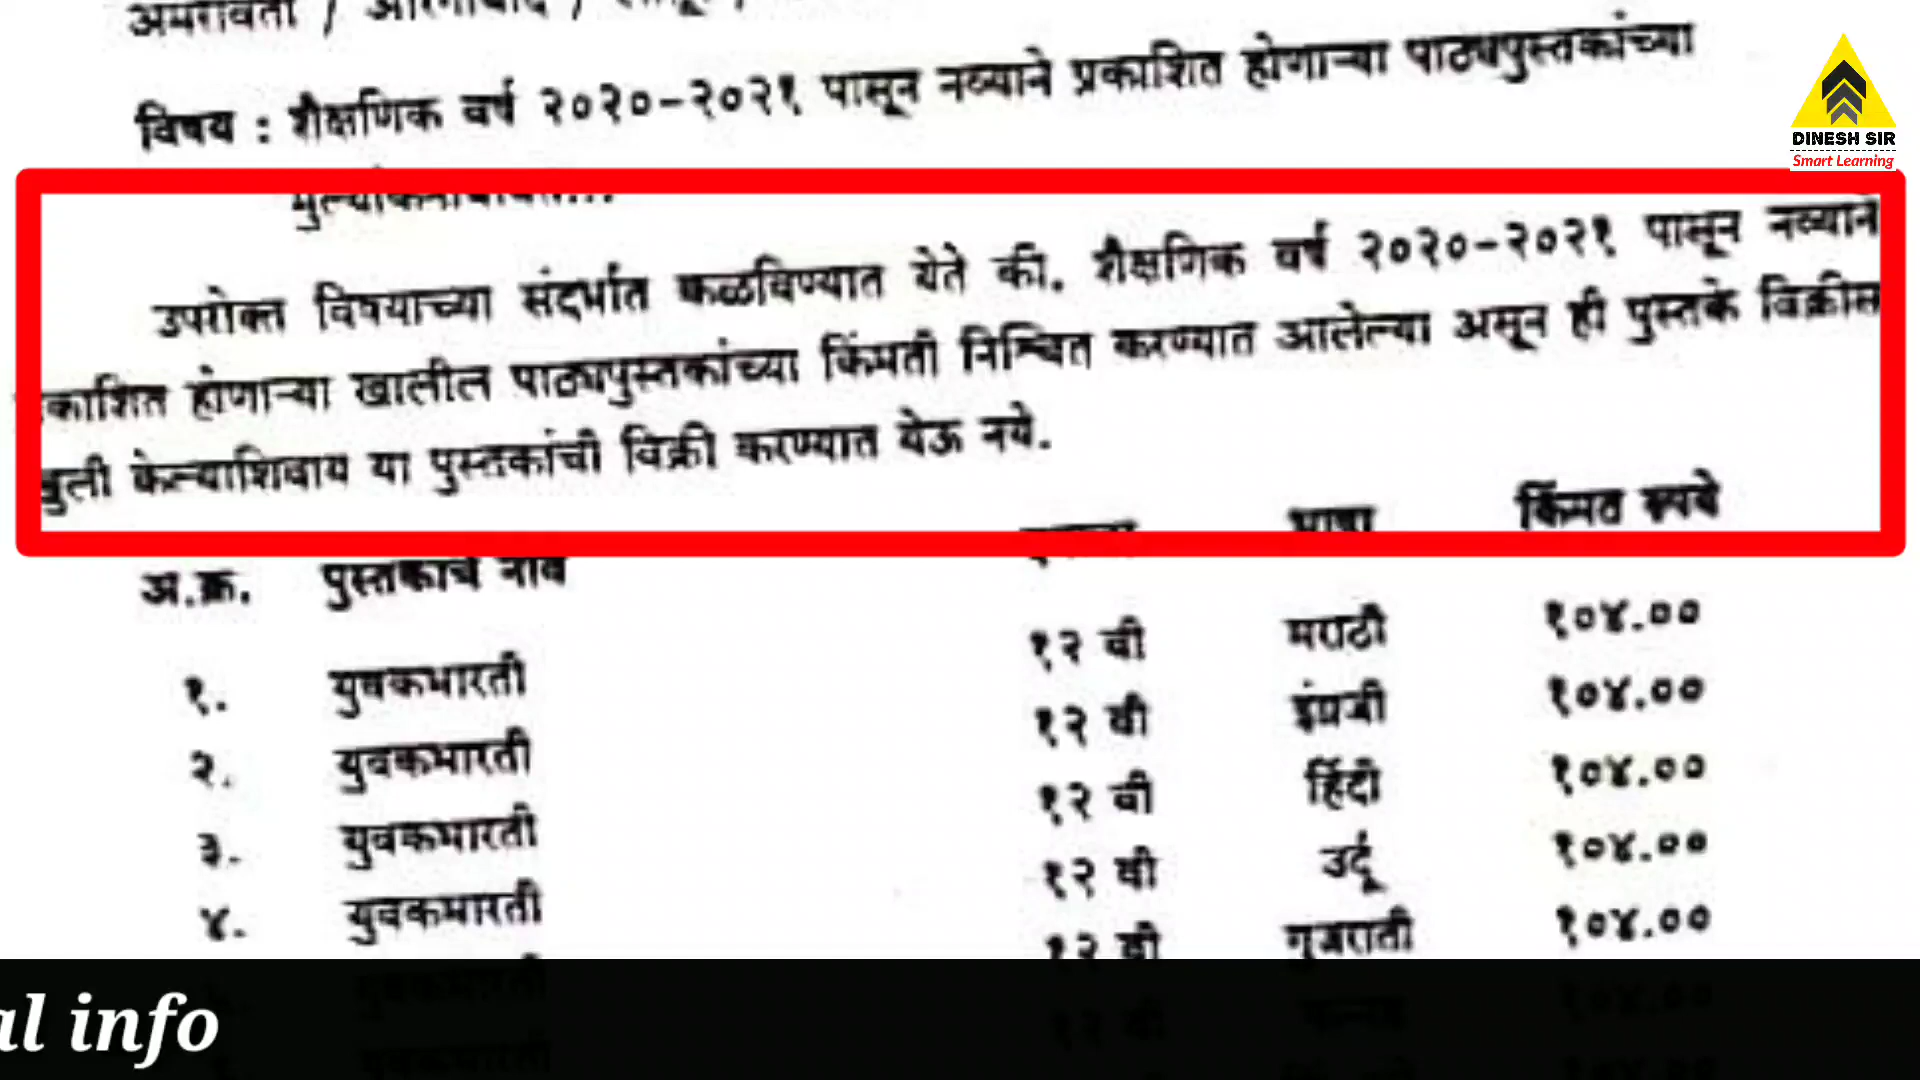 अमरावती /
विषय : शैक्षणिक वर्ष २०२०-२०२१ पासून नव्याने प्रकाशित होणाऱ्या पाठ्यपुस्तकांच्या
DINESH SIR
Smart Learning
उपरोक्त विषयाच्या संदर्भात कळविण्यात येते की. शैक्षणिक वर्ष २०२०-२०२१ पासून नव्याने
होणाऱ्या खालील पाठ्यपुस्तकांच्या किंमती निश्चित करण्यात आलेल्या असून ही पुस्तके विक्रीस
खुली केल्याशिवाय या पुस्तकांची विक्री करण्यात येऊ नये.
अ.क्र. पुस्तकाचे नाव भाषा किंमत रुपये
१. युवकभारती १२ वी मराठी १०४.००
२. युवकभारती १२ वी इंग्रजी १०४.००
३. युवकभारती १२ वी हिंदी १०४.००
४. युवकभारती १२ वी उर्दू १०४.००
१२ वी गुजराती १०४.००
info